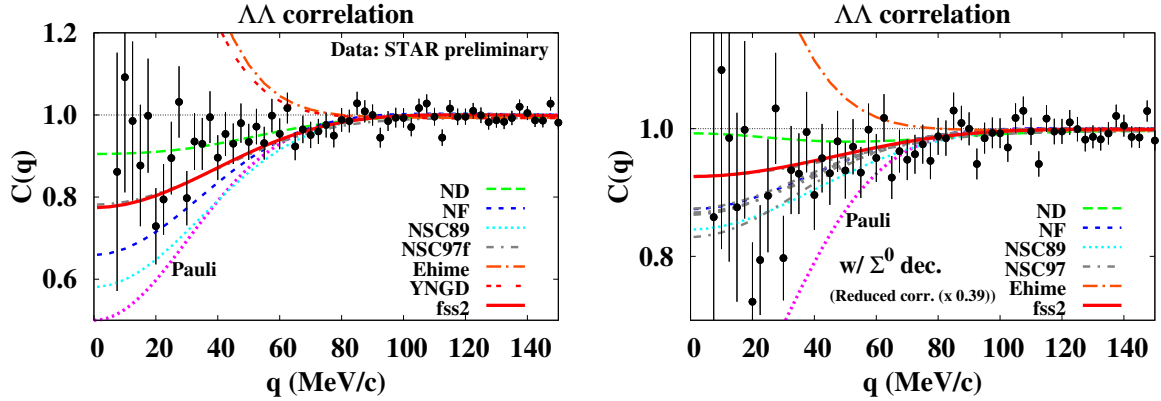 ΛΛ correlation
1.2
1.0
0.8
0.6
C(q)
Data: STAR preliminary
ND
NF
NSC89
NSC97f
Ehime
YNGD
fss2
Pauli
0 20 40 60 80 100 120 140
q (MeV/c)
ΛΛ correlation
1.0
0.8
C(q)
Pauli
w/ Σ⁰ dec.
(Reduced corr. (x 0.39))
ND
NF
NSC89
NSC97
Ehime
fss2
0 20 40 60 80 100 120 140
q (MeV/c)